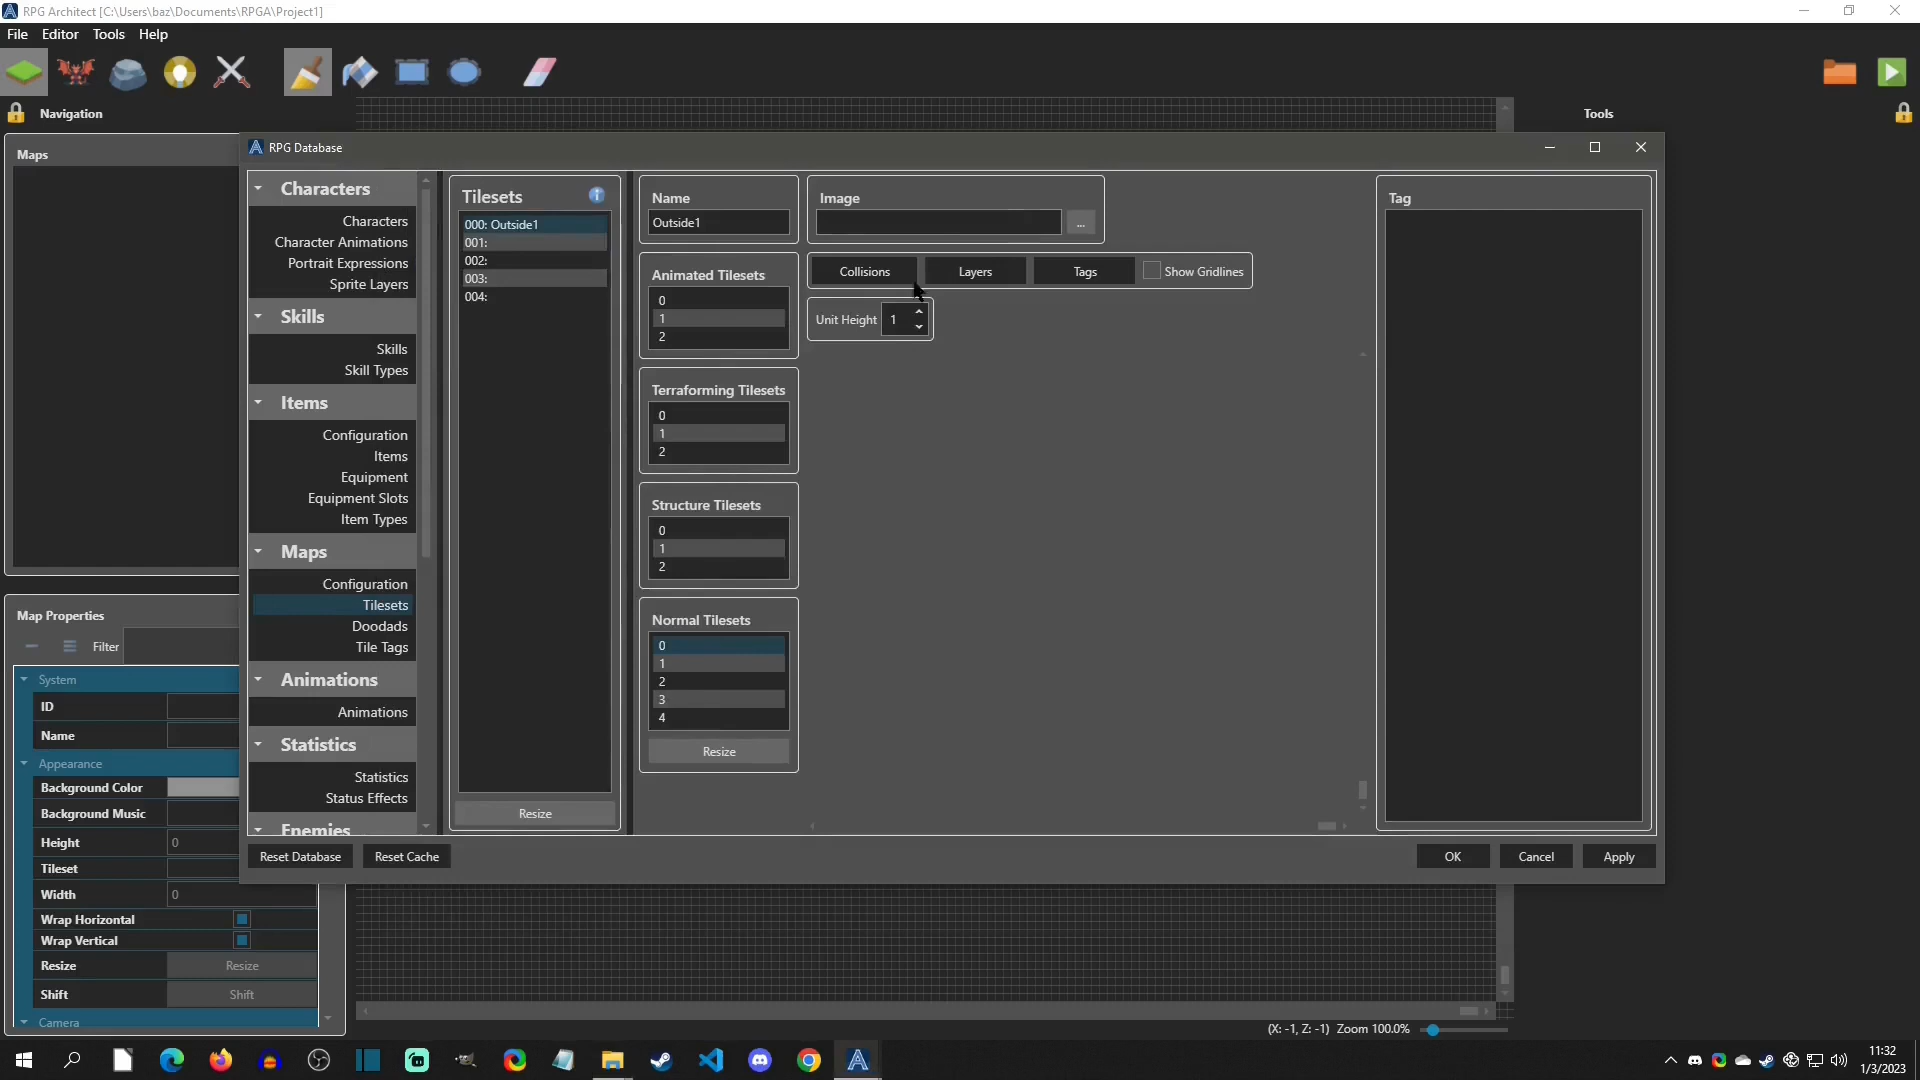 RPG Architect [C:\Users\baz\Documents\RPGA\Project1]
File Editor Tools Help
Navigation
Tools
Maps
RPG Database
Characters
Characters
Character Animations
Portrait Expressions
Sprite Layers
Skills
Skills
Skill Types
Items
Configuration
Items
Equipment
Equipment Slots
Item Types
Maps
Configuration
Tilesets
Doodads
Tile Tags
Animations
Animations
Statistics
Statistics
Status Effects
Enemies
Tilesets
000: Outside1
001:
002:
003:
004:
Resize
Name
Outside1
Animated Tilesets
0
1
2
Terraforming Tilesets
0
1
2
Structure Tilesets
0
1
2
Normal Tilesets
0
1
2
3
4
Resize
Image
...
Collisions Layers Tags Show Gridlines
Unit Height 1
Tag
Reset Database Reset Cache OK Cancel Apply
Map Properties
Filter
System
ID
Name
Appearance
Background Color
Background Music
Height 0
Tileset
Width 0
Wrap Horizontal
Wrap Vertical
Resize Resize
Shift Shift
Camera
(X: -1, Z: -1) Zoom 100.0%
11:32
1/3/2023